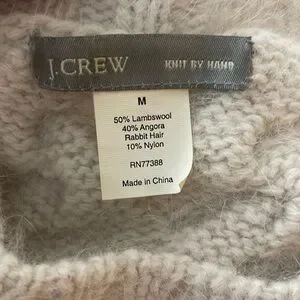 J.CREW KNIT BY HAND
M
50% Lambswool
40% Angora
Rabbit Hair
10% Nylon
RN77388
Made in China